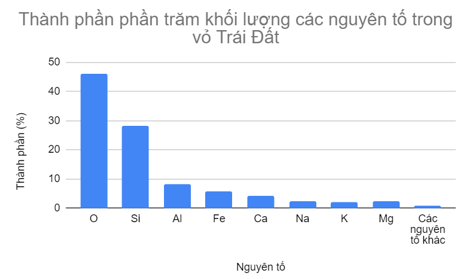 Thành phần phần trăm khối lượng các nguyên tố trong
vỏ Trái Đất
Thành phần (%)
50
40
30
20
10
0
O Si Al Fe Ca Na K Mg Các
nguyên
tố khác
Nguyên tố